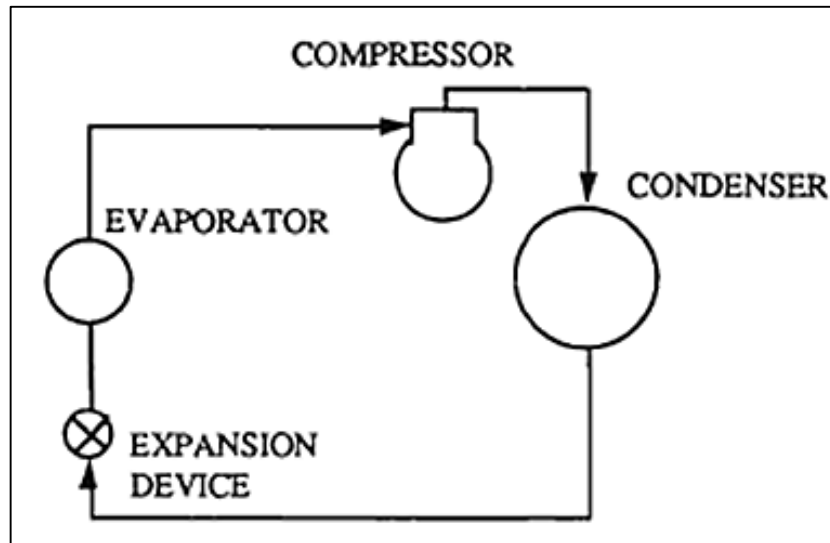 COMPRESSOR
CONDENSER
EVAPORATOR
EXPANSION
DEVICE